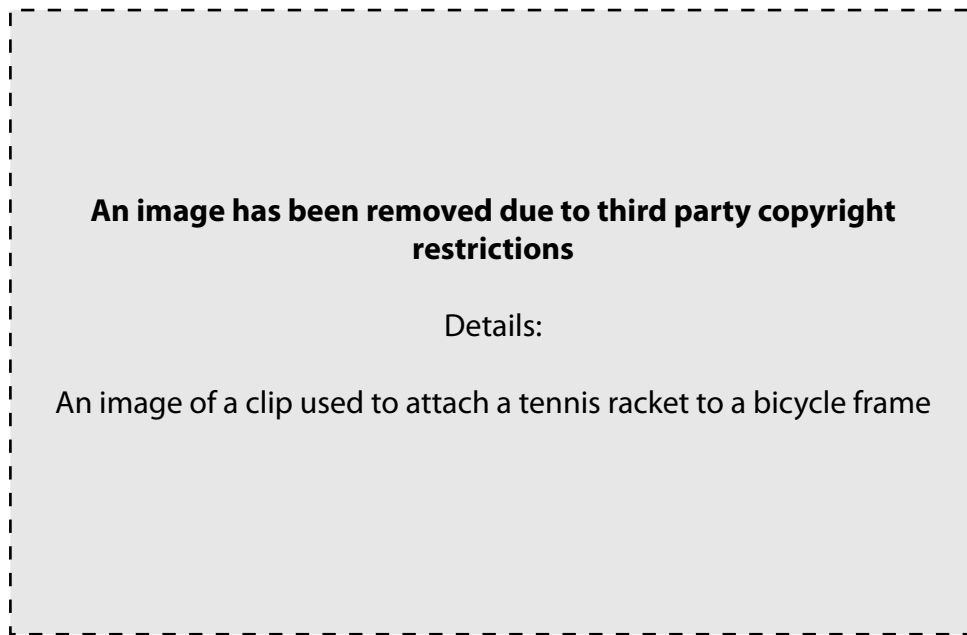 An image has been removed due to third party copyright
restrictions
Details:
An image of a clip used to attach a tennis racket to a bicycle frame